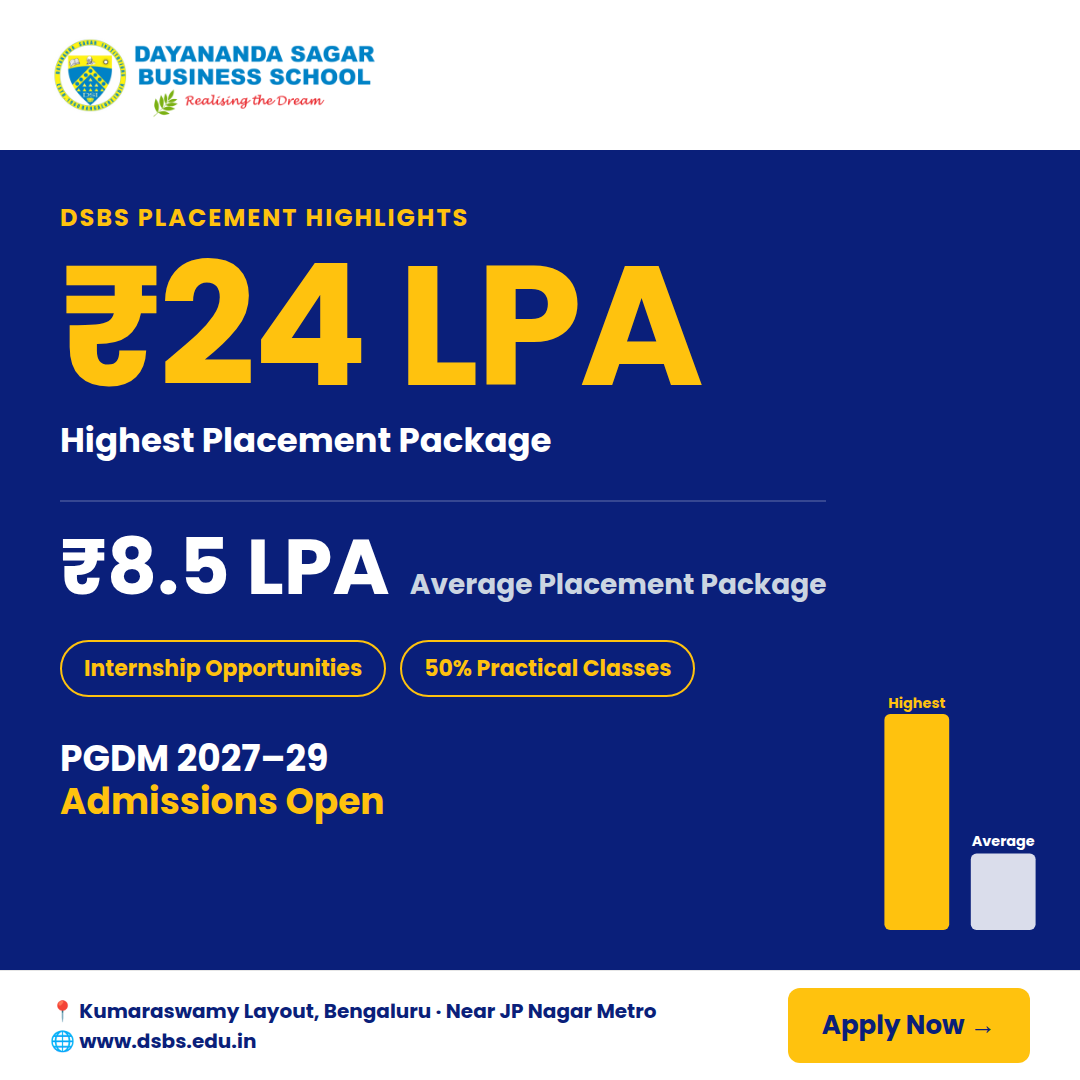 DAYANANDA SAGAR
BUSINESS SCHOOL
Realising the Dream
DSI
DSBS PLACEMENT HIGHLIGHTS
₹24 LPA
Highest Placement Package
₹8.5 LPA Average Placement Package
Internship Opportunities
50% Practical Classes
PGDM 2027–29
Admissions Open
Highest
Average
📍 Kumaraswamy Layout, Bengaluru · Near JP Nagar Metro
🌐 www.dsbs.edu.in
Apply Now →